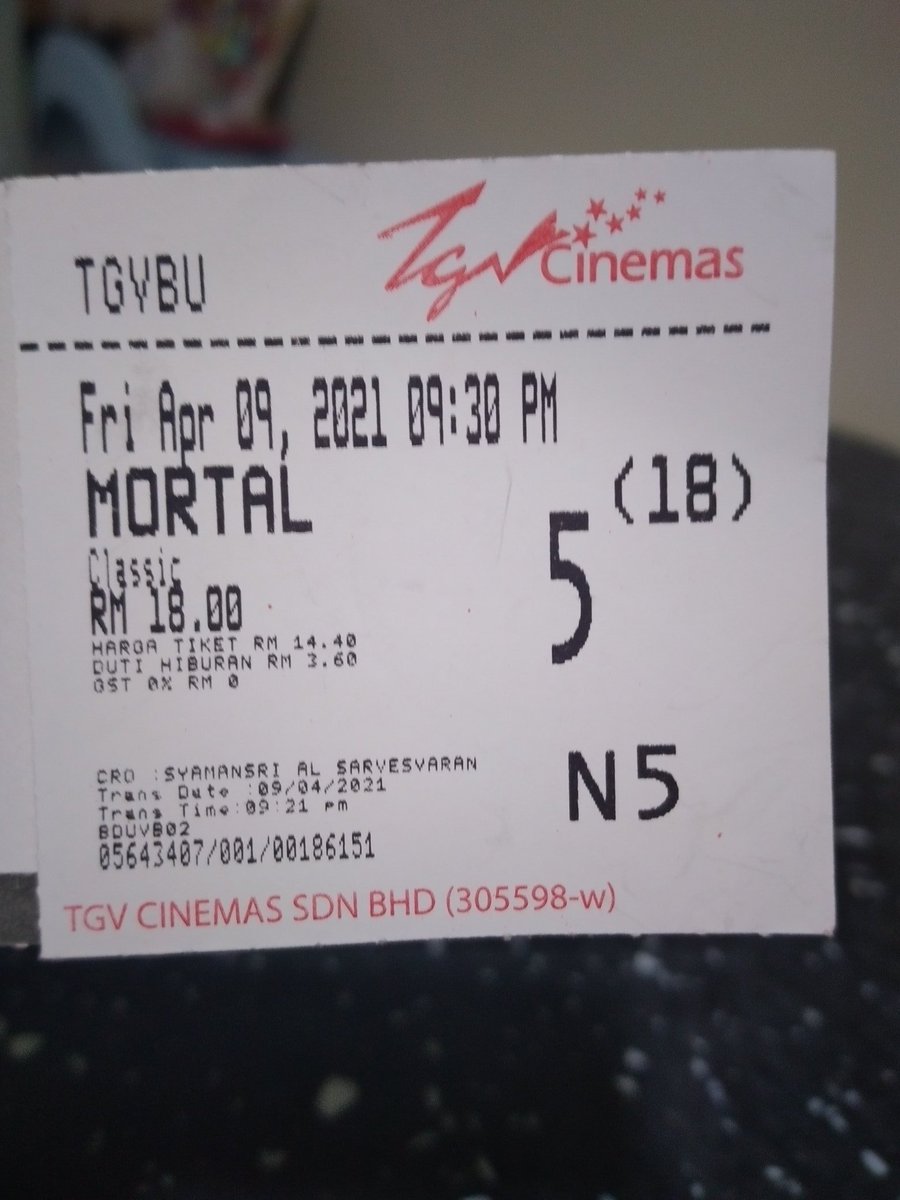 TGV Cinemas
TGVBU
Fri Apr 09, 2021 09:30 PM
MORTAL
(18)
5
Classic
RM 18.00
HARGA TIKET RM 14.40
DUTI HIBURAN RM 3.60
GST 0% RM 0
N5
CRO :SYAMANSRI AL SARVESVARAN
Trans Date :09/04/2021
Trans Time:09:21 pm
BDUVB02
05643407/001/00186151
TGV CINEMAS SDN BHD (305598-w)